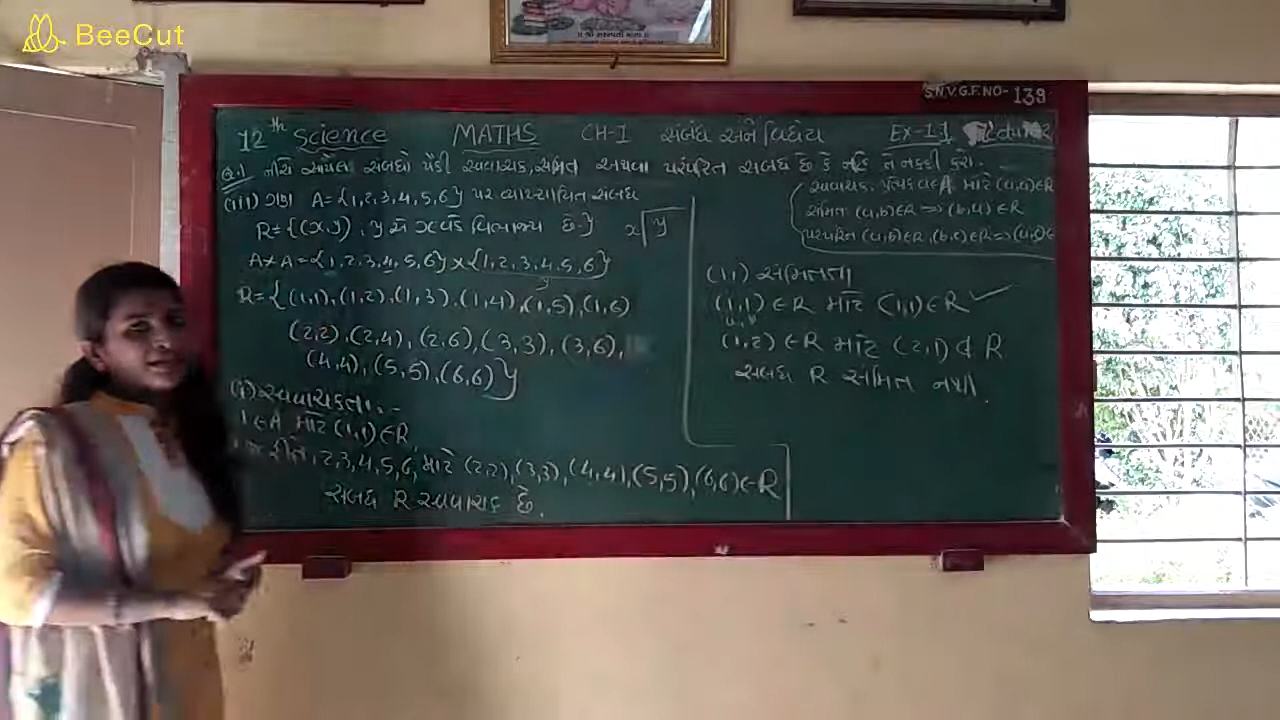 BeeCut
॥ શ્રી સરસ્વતી માતા ॥
S.N.V.G.F.NO- 139
12th Science MATHS CH-1 સંબંધ અને વિધેય Ex-1.1
Q.1 નીચે આપેલા સંબંધો પૈકી સ્વવાચક, સંમિત અથવા પરંપરિત સંબંધ છે કે નહિ તે નક્કી કરો.
(iii) ગણ A={1,2,3,4,5,6} પર વ્યાખ્યાયિત સંબંધ
R={(x,y), y એ x વડે વિભાજ્ય છે.} x y
A×A={1,2,3,4,5,6}×{1,2,3,4,5,6}
R={(1,1),(1,2),(1,3),(1,4),(1,5),(1,6)
(2,2),(2,4),(2,6),(3,3),(3,6),
(4,4),(5,5),(6,6)}
(i) સ્વવાચકતા:-
1∈A માટે (1,1)∈R
રીતે, 2,3,4,5,6, માટે (2,2),(3,3),(4,4),(5,5),(6,6)∈R
સંબંધ R સ્વવાચક છે.
સ્વવાચક, પ્રત્યેક a∈A માટે (a,a)∈R
સંમિત (a,b)∈R ⇒ (b,a)∈R
પરંપરિત (a,b)∈R,(b,c)∈R⇒(a,c)∈
(ii) સંમિતતા
(1,1)∈R માટે (1,1)∈R ✓
a,b
(1,2)∈R માટે (2,1)∉R
સંબંધ R સંમિત નથી.